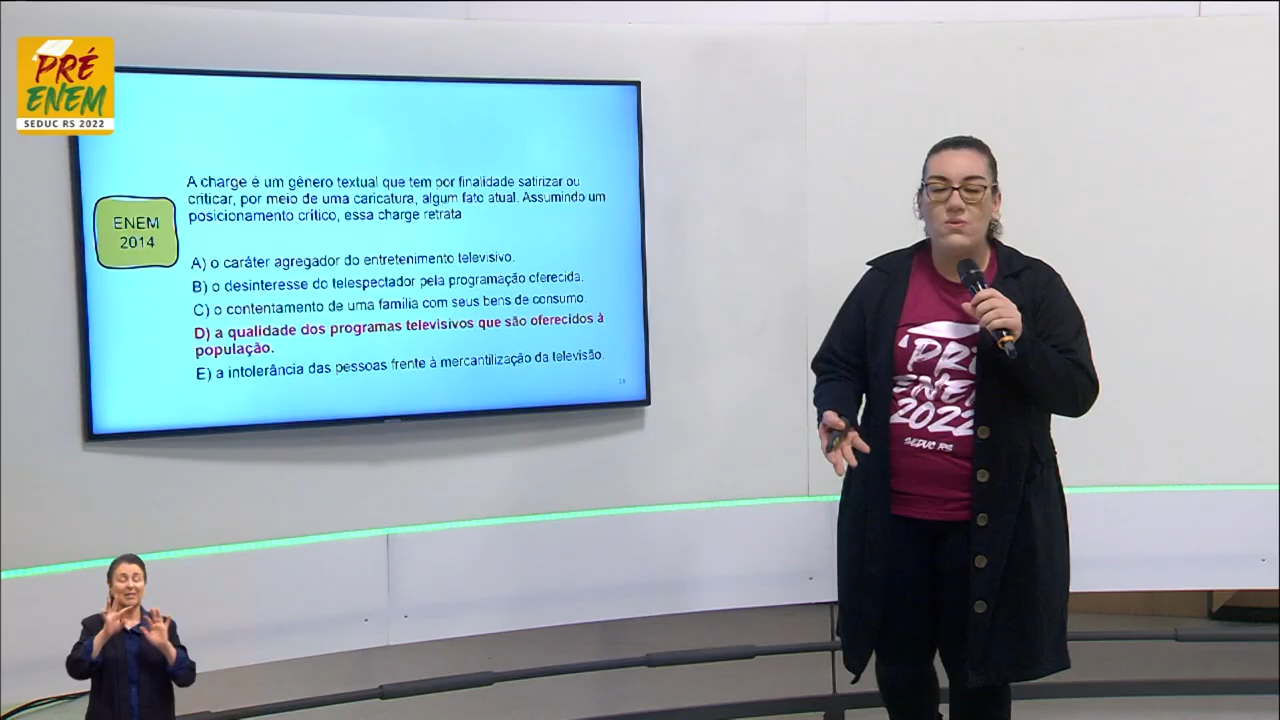 PRÉ
ENEM
SEDUC RS 2022
A charge é um gênero textual que tem por finalidade satirizar ou
criticar, por meio de uma caricatura, algum fato atual. Assumindo um
posicionamento crítico, essa charge retrata
ENEM
2014
A) o caráter agregador do entretenimento televisivo.
B) o desinteresse do telespectador pela programação oferecida.
C) o contentamento de uma família com seus bens de consumo.
D) a qualidade dos programas televisivos que são oferecidos à
população.
E) a intolerância das pessoas frente à mercantilização da televisão.
PRÉ
ENEM
2022
SEDUC RS